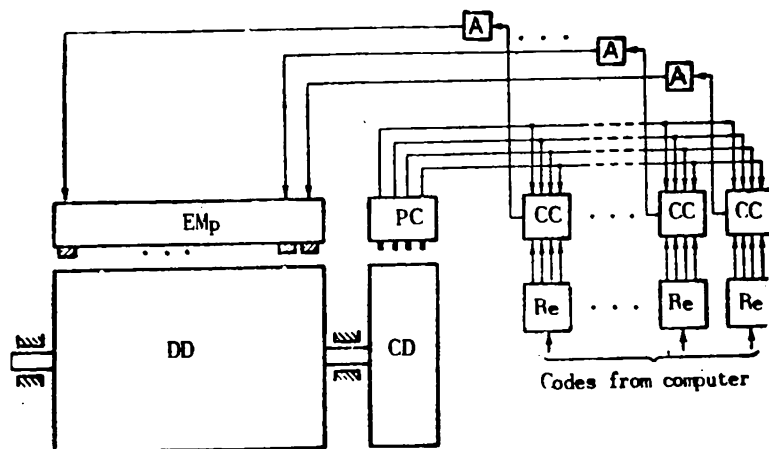 A
A
A
EMp
PC
CC
CC
CC
Re
Re
Re
DD
CD
Codes from computer